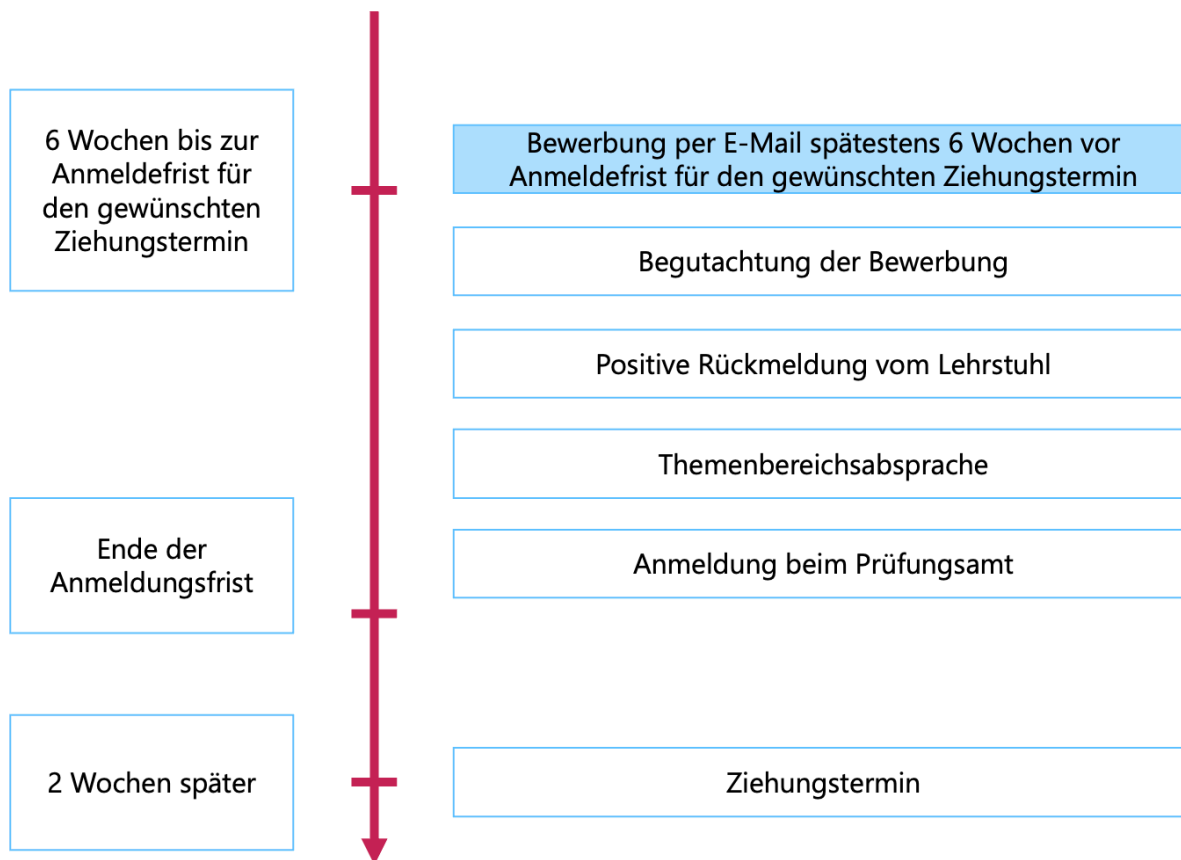 6 Wochen bis zur
Anmeldefrist für
den gewünschten
Ziehungstermin
Bewerbung per E-Mail spätestens 6 Wochen vor
Anmeldefrist für den gewünschten Ziehungstermin
Begutachtung der Bewerbung
Positive Rückmeldung vom Lehrstuhl
Themenbereichsabsprache
Ende der
Anmeldungsfrist
Anmeldung beim Prüfungsamt
2 Wochen später
Ziehungstermin